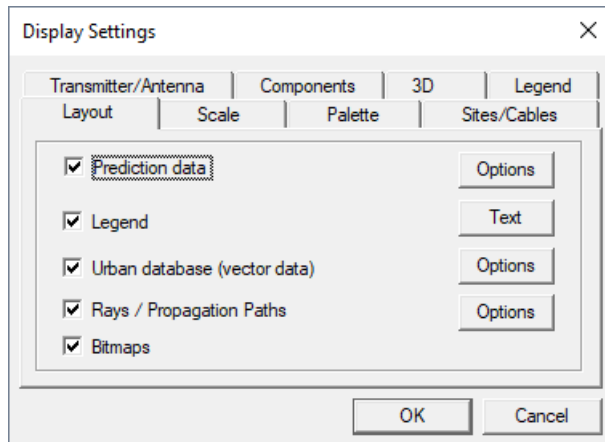 Display Settings
Transmitter/Antenna Components 3D Legend
Layout Scale Palette Sites/Cables
Prediction data Options
Legend Text
Urban database (vector data) Options
Rays / Propagation Paths Options
Bitmaps
OK Cancel